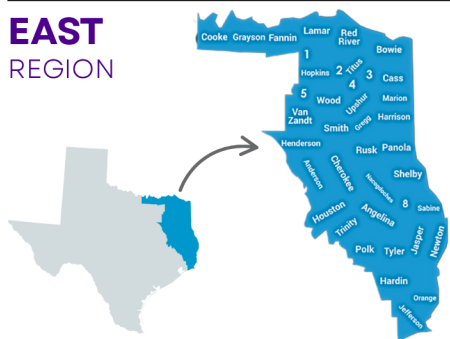 EAST
REGION
Cooke Grayson Fannin Lamar Red
River
Bowie
1
Hopkins 2 Titus 3 Cass
4
5 Wood Upshur Marion
Van
Zandt
Smith Gregg Harrison
Henderson
Rusk Panola
Anderson Cherokee Shelby
Nacogdoches
8 Sabine
Houston Angelina
Trinity
Jasper Newton
Polk Tyler
Hardin
Orange
Jefferson